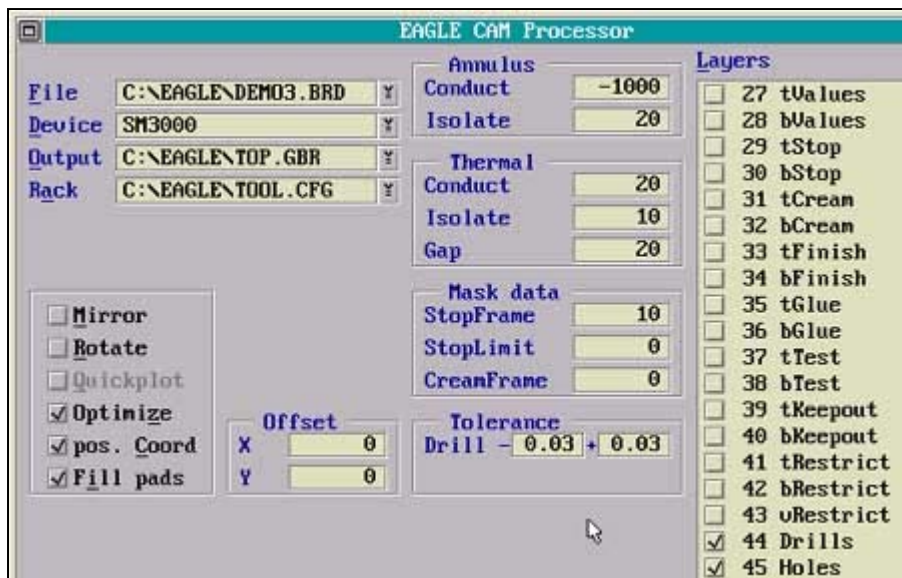 EAGLE CAM Processor
File C:\EAGLE\DEMO3.BRD
Device SM3000
Output C:\EAGLE\TOP.GBR
Rack C:\EAGLE\TOOL.CFG
Mirror
Rotate
Quickplot
Optimize
pos. Coord
Fill pads
Offset
X 0
Y 0
Annulus
Conduct -1000
Isolate 20
Thermal
Conduct 20
Isolate 10
Gap 20
Mask data
StopFrame 10
StopLimit 0
CreamFrame 0
Tolerance
Drill - 0.03 + 0.03
Layers
27 tValues
28 bValues
29 tStop
30 bStop
31 tCream
32 bCream
33 tFinish
34 bFinish
35 tGlue
36 bGlue
37 tTest
38 bTest
39 tKeepout
40 bKeepout
41 tRestrict
42 bRestrict
43 vRestrict
44 Drills
45 Holes